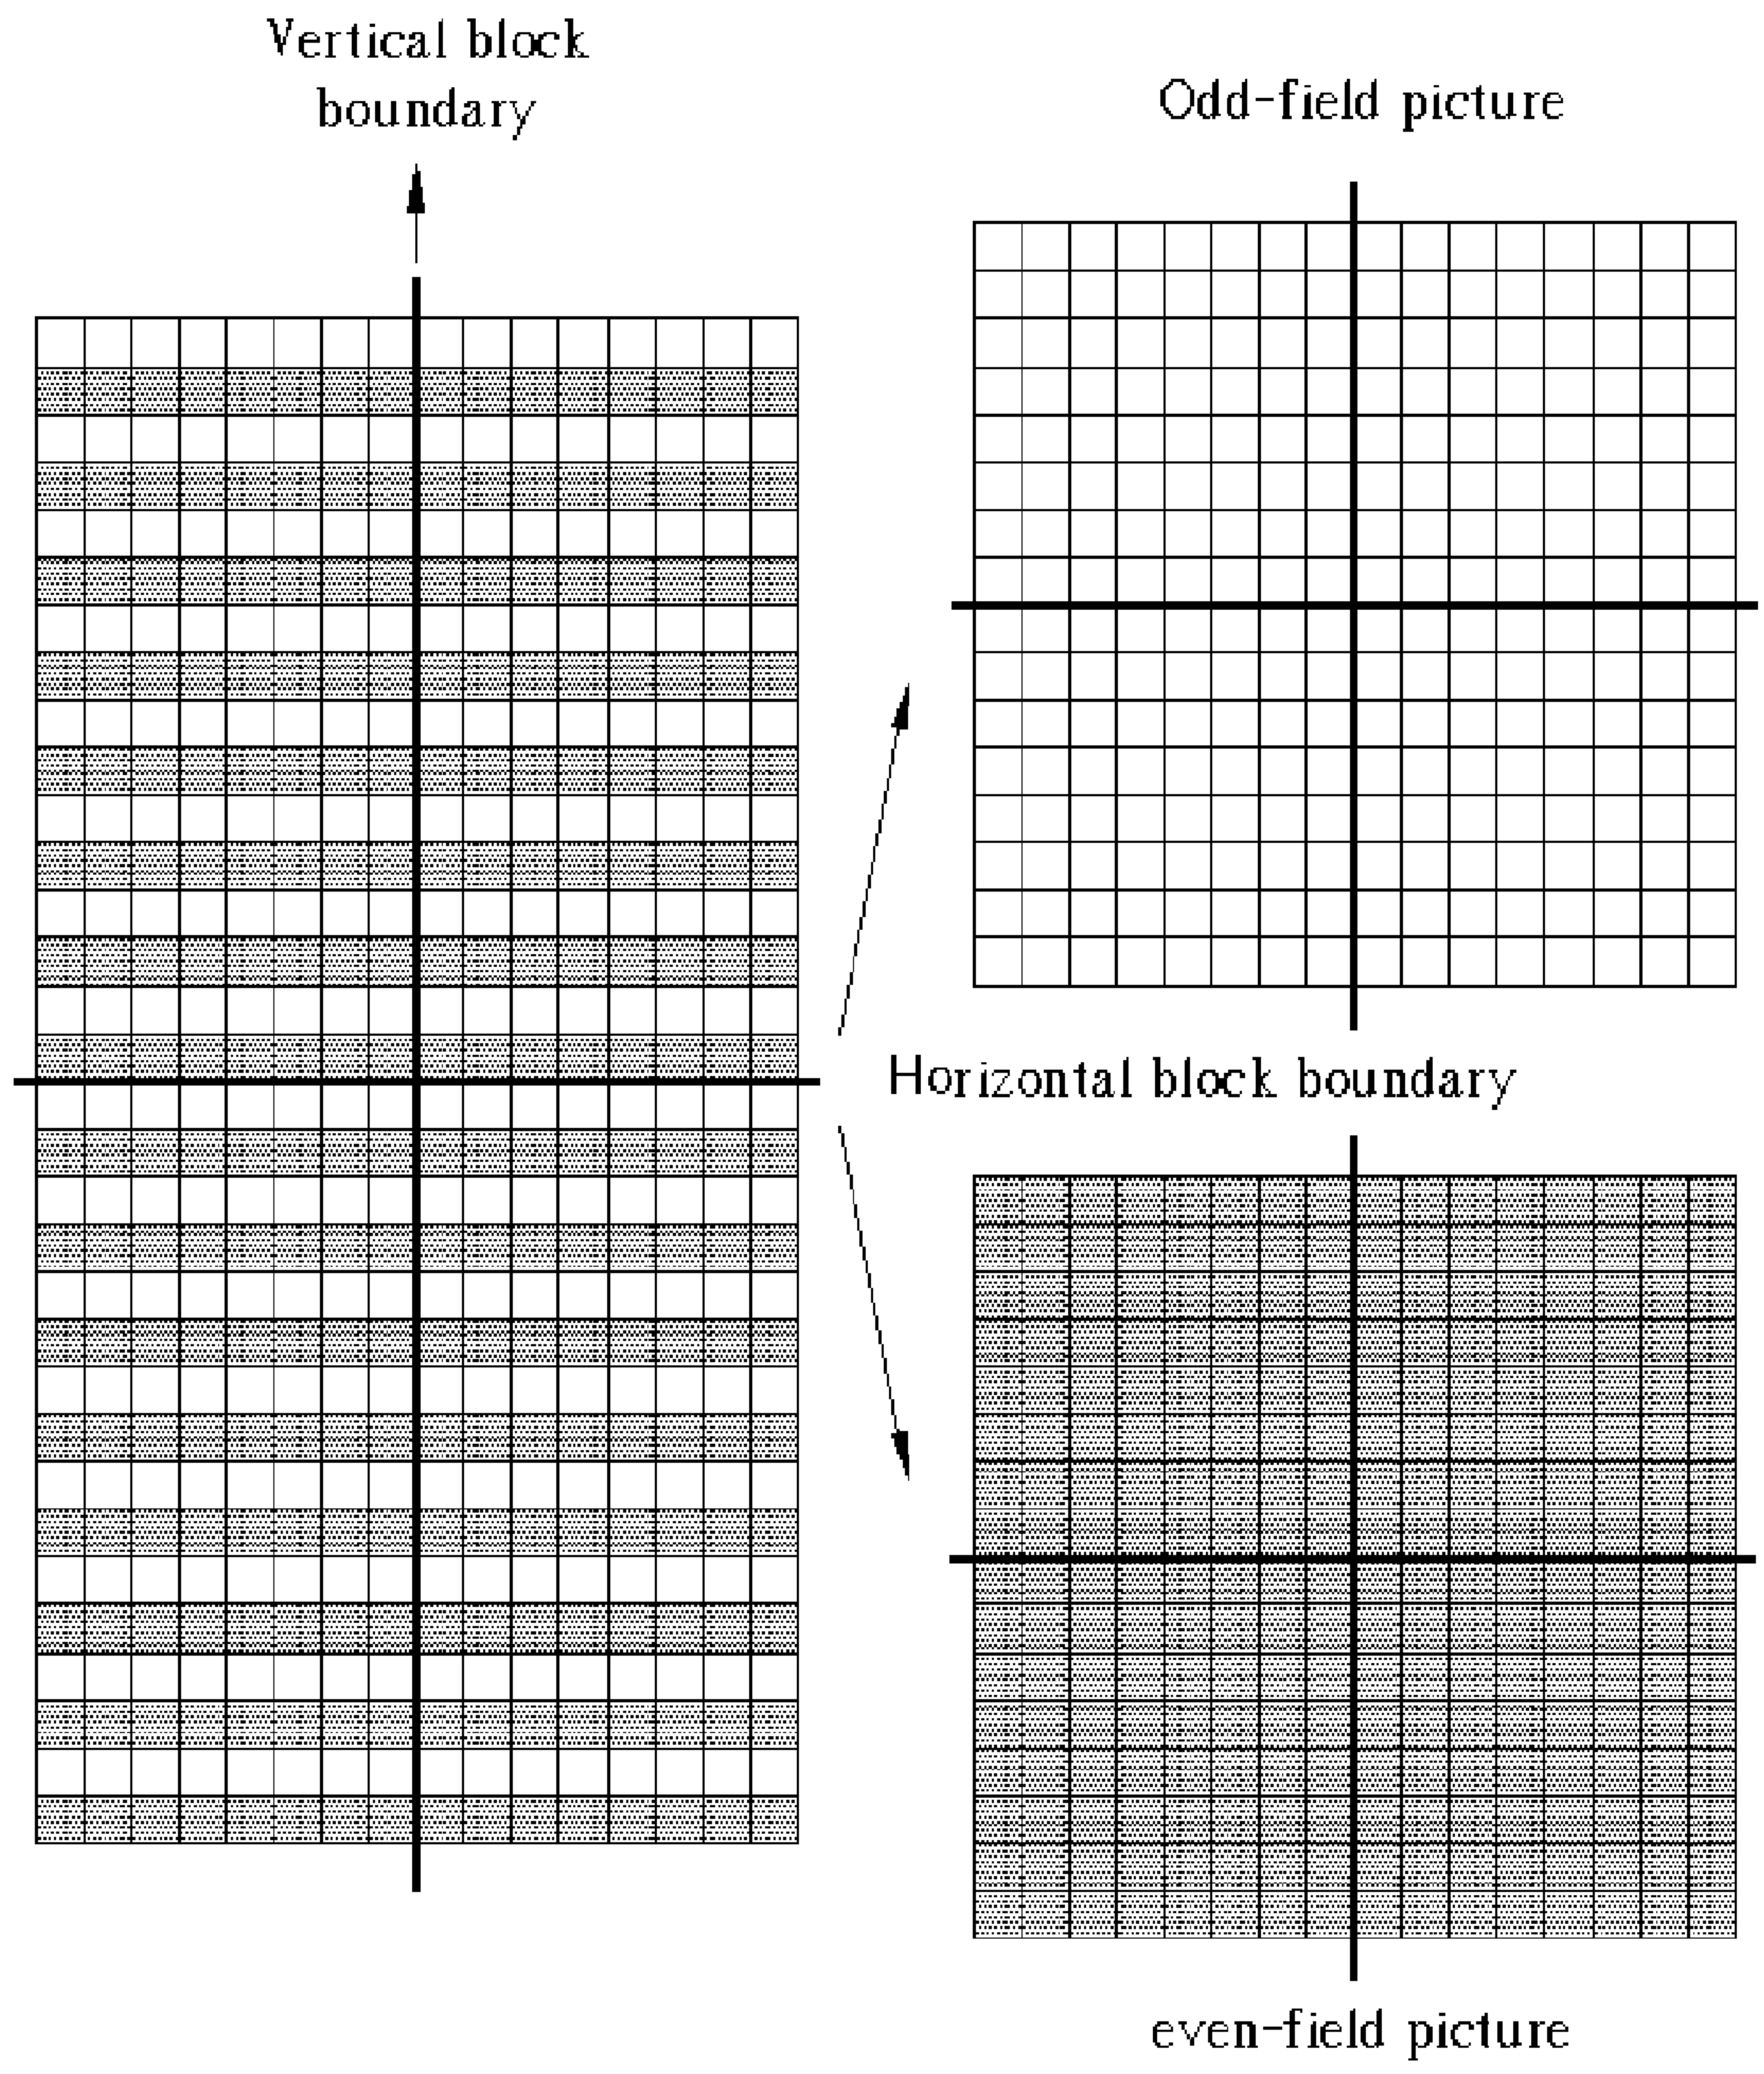 Vertical block
boundary
Odd-field picture
Horizontal block boundary
even-field picture